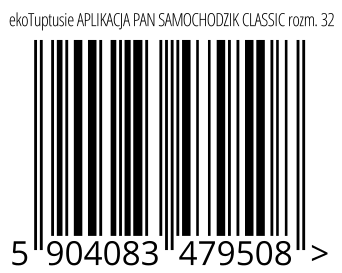 ekoTuptusie APLIKACJA PAN SAMOCHODZIK CLASSIC rozm. 32
5 904083 479508 >